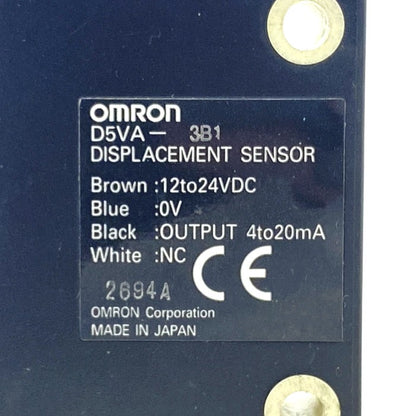 OMRON
D5VA- 3B1
DISPLACEMENT SENSOR
Brown :12to24VDC
Blue :0V
Black :OUTPUT 4to20mA
White :NC
CE
2694A
OMRON Corporation
MADE IN JAPAN